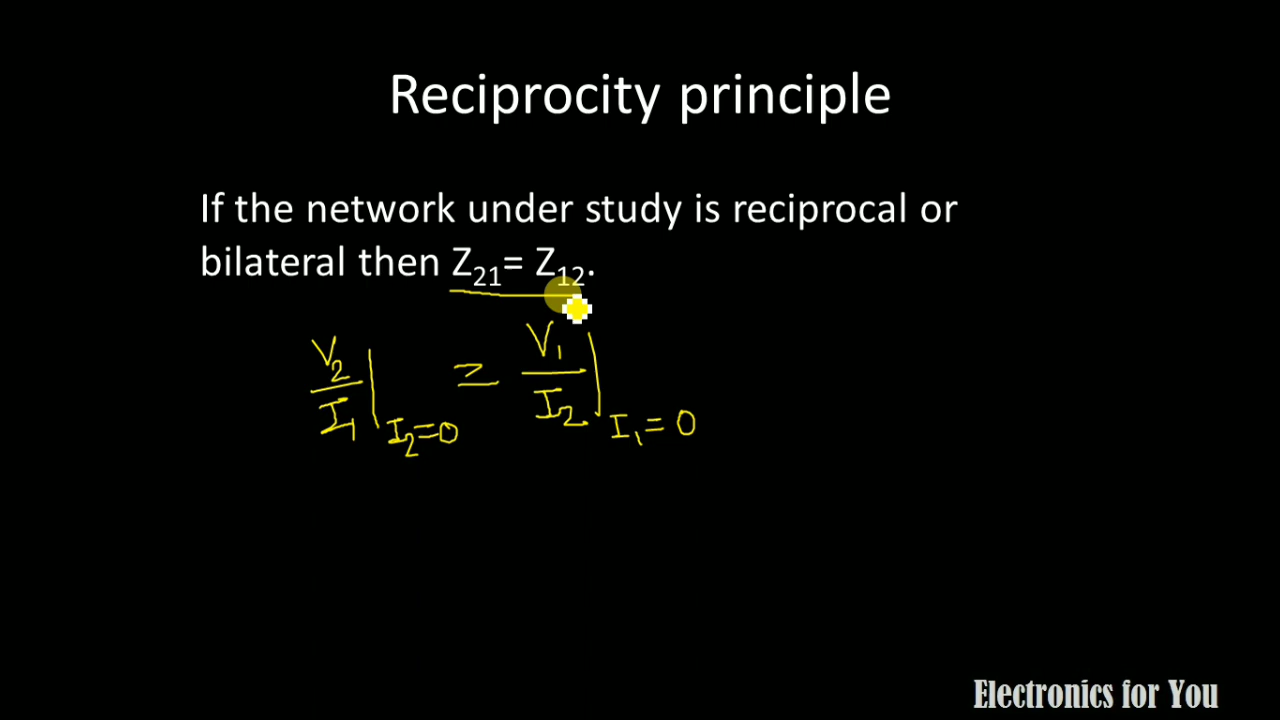 Reciprocity principle
If the network under study is reciprocal or
bilateral then Z₂₁= Z₁₂.
V₂/I₁ |I₂=0 = V₁/I₂ |I₁=0
Electronics for You